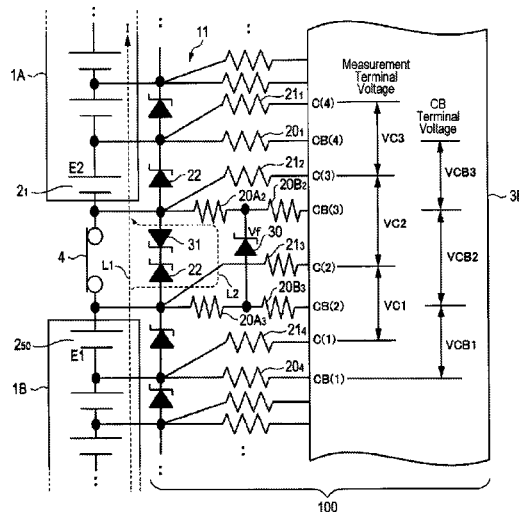 11
1A
Measurement
Terminal
Voltage
CB
Terminal
Voltage
21₁
C(4)
20₁
CB(4)
VC3
E2
2₁
22
21₂
C(3)
VCB3
3B
20A₂
20B₂
CB(3)
Vf
30
VC2
31
4
L1
22
21₃
C(2)
VCB2
L2
20B₃
CB(2)
20A₃
VC1
2₅₀
E1
21₄
C(1)
VCB1
1B
20₄
CB(1)
100